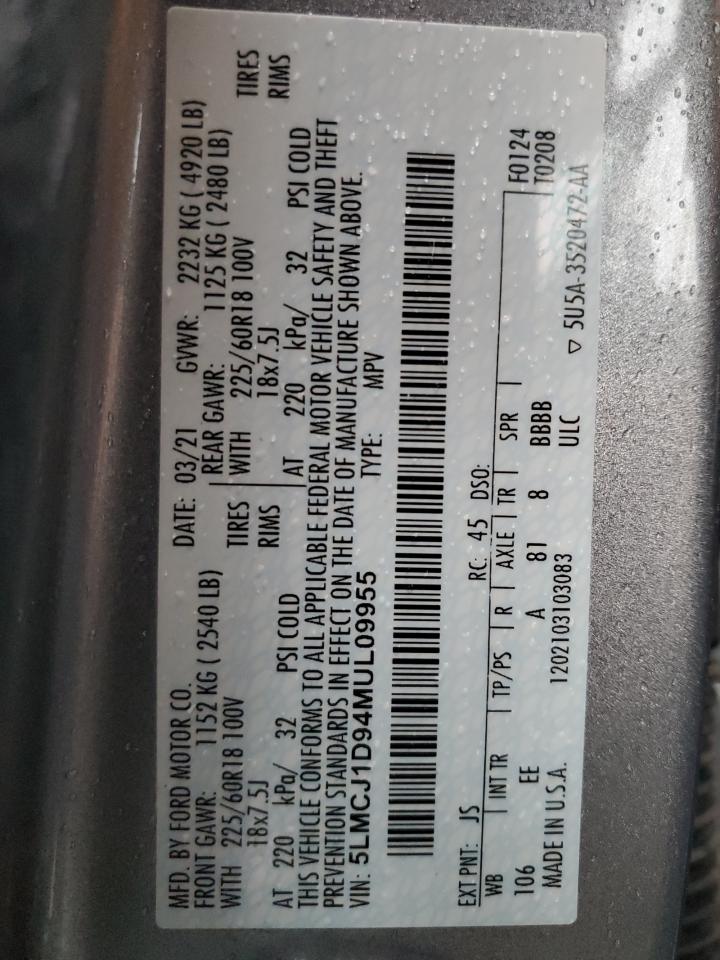 MFD. BY FORD MOTOR CO. DATE: 03/21 GVWR: 2232 KG ( 4920 LB)
FRONT GAWR: 1152 KG ( 2540 LB) REAR GAWR: 1125 KG ( 2480 LB)
WITH 225/60R18 100V TIRES WITH 225/60R18 100V TIRES
18x7.5J RIMS 18x7.5J RIMS
AT 220 kPa/ 32 PSI COLD AT 220 kPa/ 32 PSI COLD
THIS VEHICLE CONFORMS TO ALL APPLICABLE FEDERAL MOTOR VEHICLE SAFETY AND THEFT
PREVENTION STANDARDS IN EFFECT ON THE DATE OF MANUFACTURE SHOWN ABOVE.
VIN: 5LMCJ1D94MUL09955 TYPE: MPV
EXT PNT: JS RC: 45 DSO:
WB INT TR TP/PS R AXLE TR SPR F0124
106 EE A 81 8 BBBB T0208
MADE IN U.S.A. 1202103103083 ULC ▽ 5U5A-3520472-AA